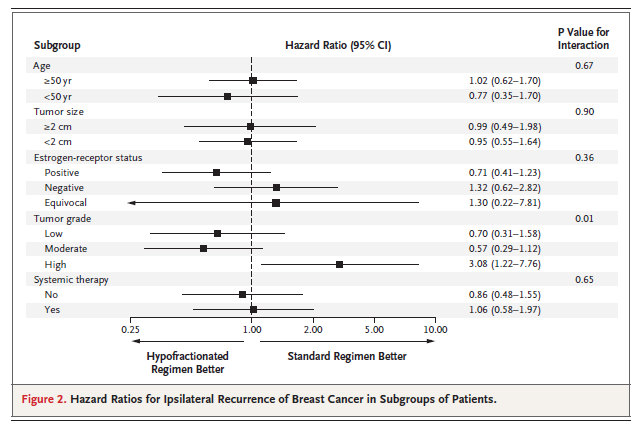 Subgroup Hazard Ratio (95% CI) P Value for Interaction
Age 0.67
≥50 yr 1.02 (0.62–1.70)
<50 yr 0.77 (0.35–1.70)
Tumor size 0.90
≥2 cm 0.99 (0.49–1.98)
<2 cm 0.95 (0.55–1.64)
Estrogen-receptor status 0.36
Positive 0.71 (0.41–1.23)
Negative 1.32 (0.62–2.82)
Equivocal 1.30 (0.22–7.81)
Tumor grade 0.01
Low 0.70 (0.31–1.58)
Moderate 0.57 (0.29–1.12)
High 3.08 (1.22–7.76)
Systemic therapy 0.65
No 0.86 (0.48–1.55)
Yes 1.06 (0.58–1.97)
0.25 1.00 2.00 5.00 10.00
Hypofractionated Standard Regimen Better
Regimen Better
Figure 2. Hazard Ratios for Ipsilateral Recurrence of Breast Cancer in Subgroups of Patients.